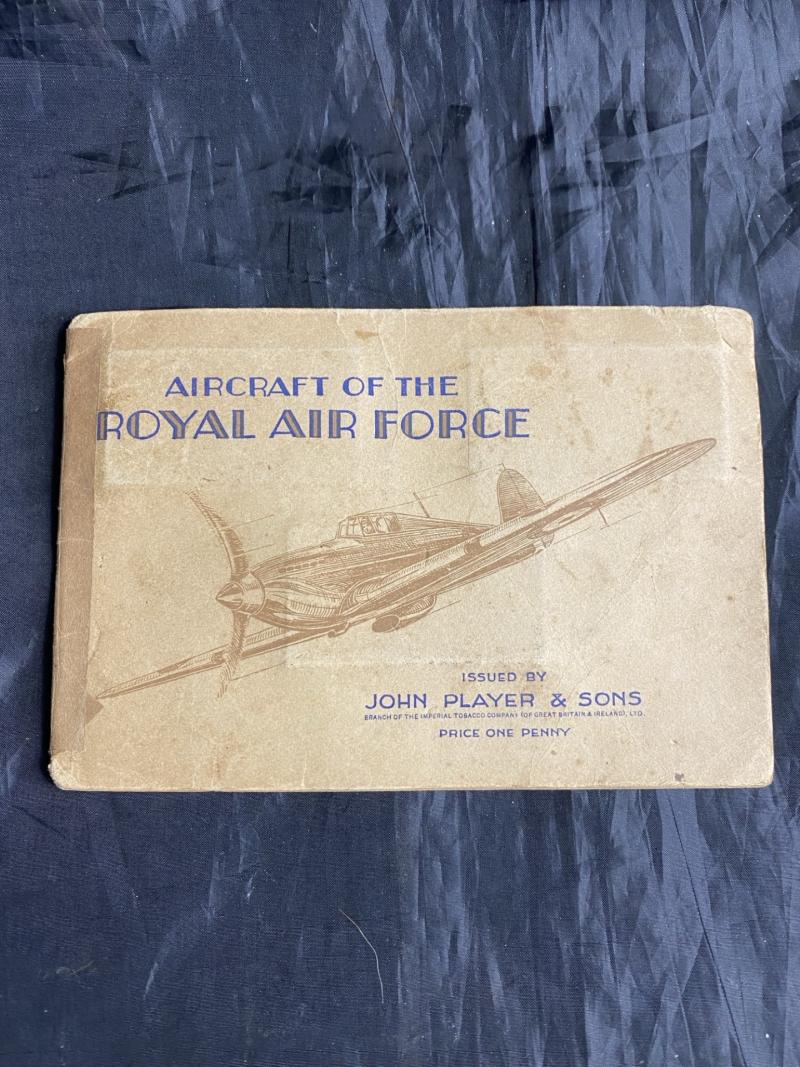 AIRCRAFT OF THE
ROYAL AIR FORCE
ISSUED BY
JOHN PLAYER & SONS
BRANCH OF THE IMPERIAL TOBACCO COMPANY (OF GREAT BRITAIN & IRELAND), LTD.
PRICE ONE PENNY